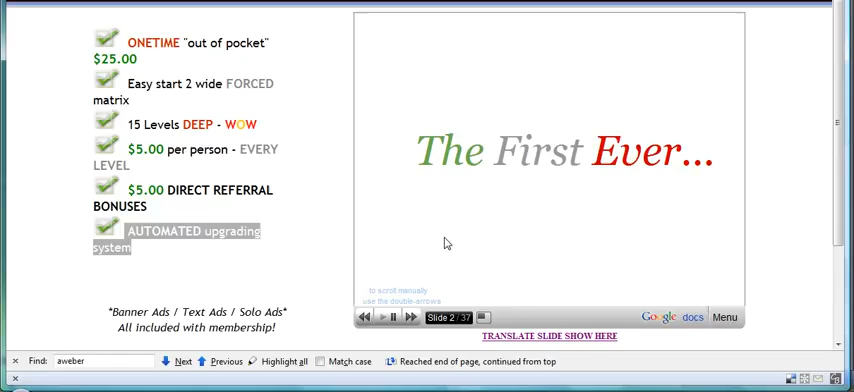 ONETIME "out of pocket"
$25.00
Easy start 2 wide FORCED
matrix
15 Levels DEEP - WOW
$5.00 per person - EVERY
LEVEL
$5.00 DIRECT REFERRAL
BONUSES
AUTOMATED upgrading
system
*Banner Ads / Text Ads / Solo Ads*
All included with membership!
The First Ever...
to scroll manually
use the double-arrows
Slide 2 / 37
Google docs
Menu
TRANSLATE SLIDE SHOW HERE
Find: aweber Next Previous Highlight all Match case Reached end of page, continued from top